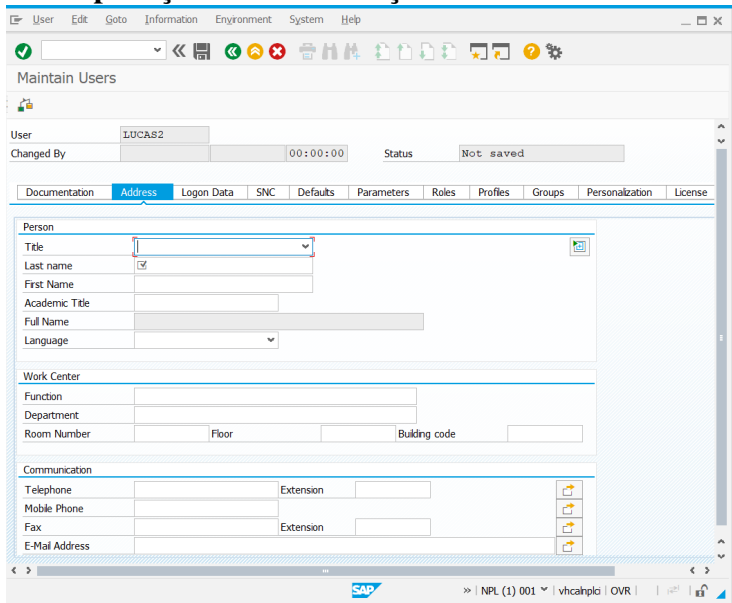 User Edit Goto Information Environment System Help
Maintain Users
User LUCAS2
Changed By 00:00:00 Status Not saved
Documentation Address Logon Data SNC Defaults Parameters Roles Profiles Groups Personalization License
Person
Title
Last name
First Name
Academic Title
Full Name
Language
Work Center
Function
Department
Room Number Floor Building code
Communication
Telephone Extension
Mobile Phone
Fax Extension
E-Mail Address
SAP » NPL (1) 001 vhcalnplci OVR